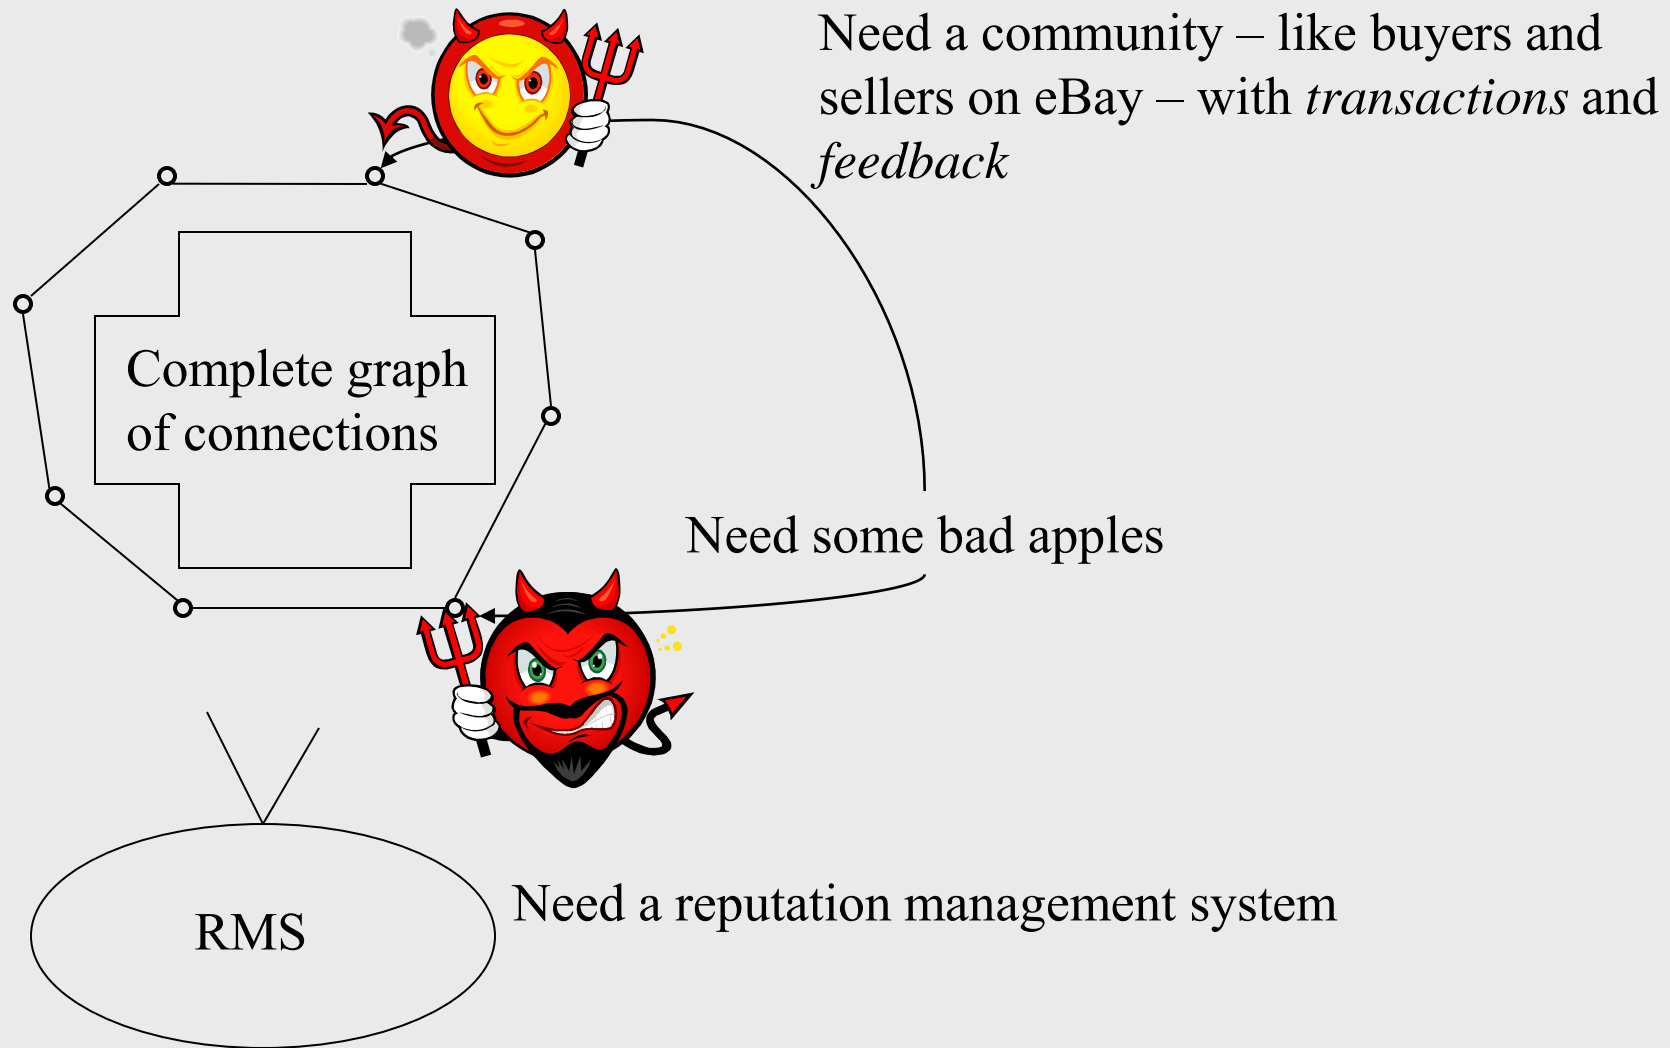 Need a community – like buyers and
sellers on eBay – with transactions and
feedback
Complete graph
of connections
Need some bad apples
Need a reputation management system
RMS